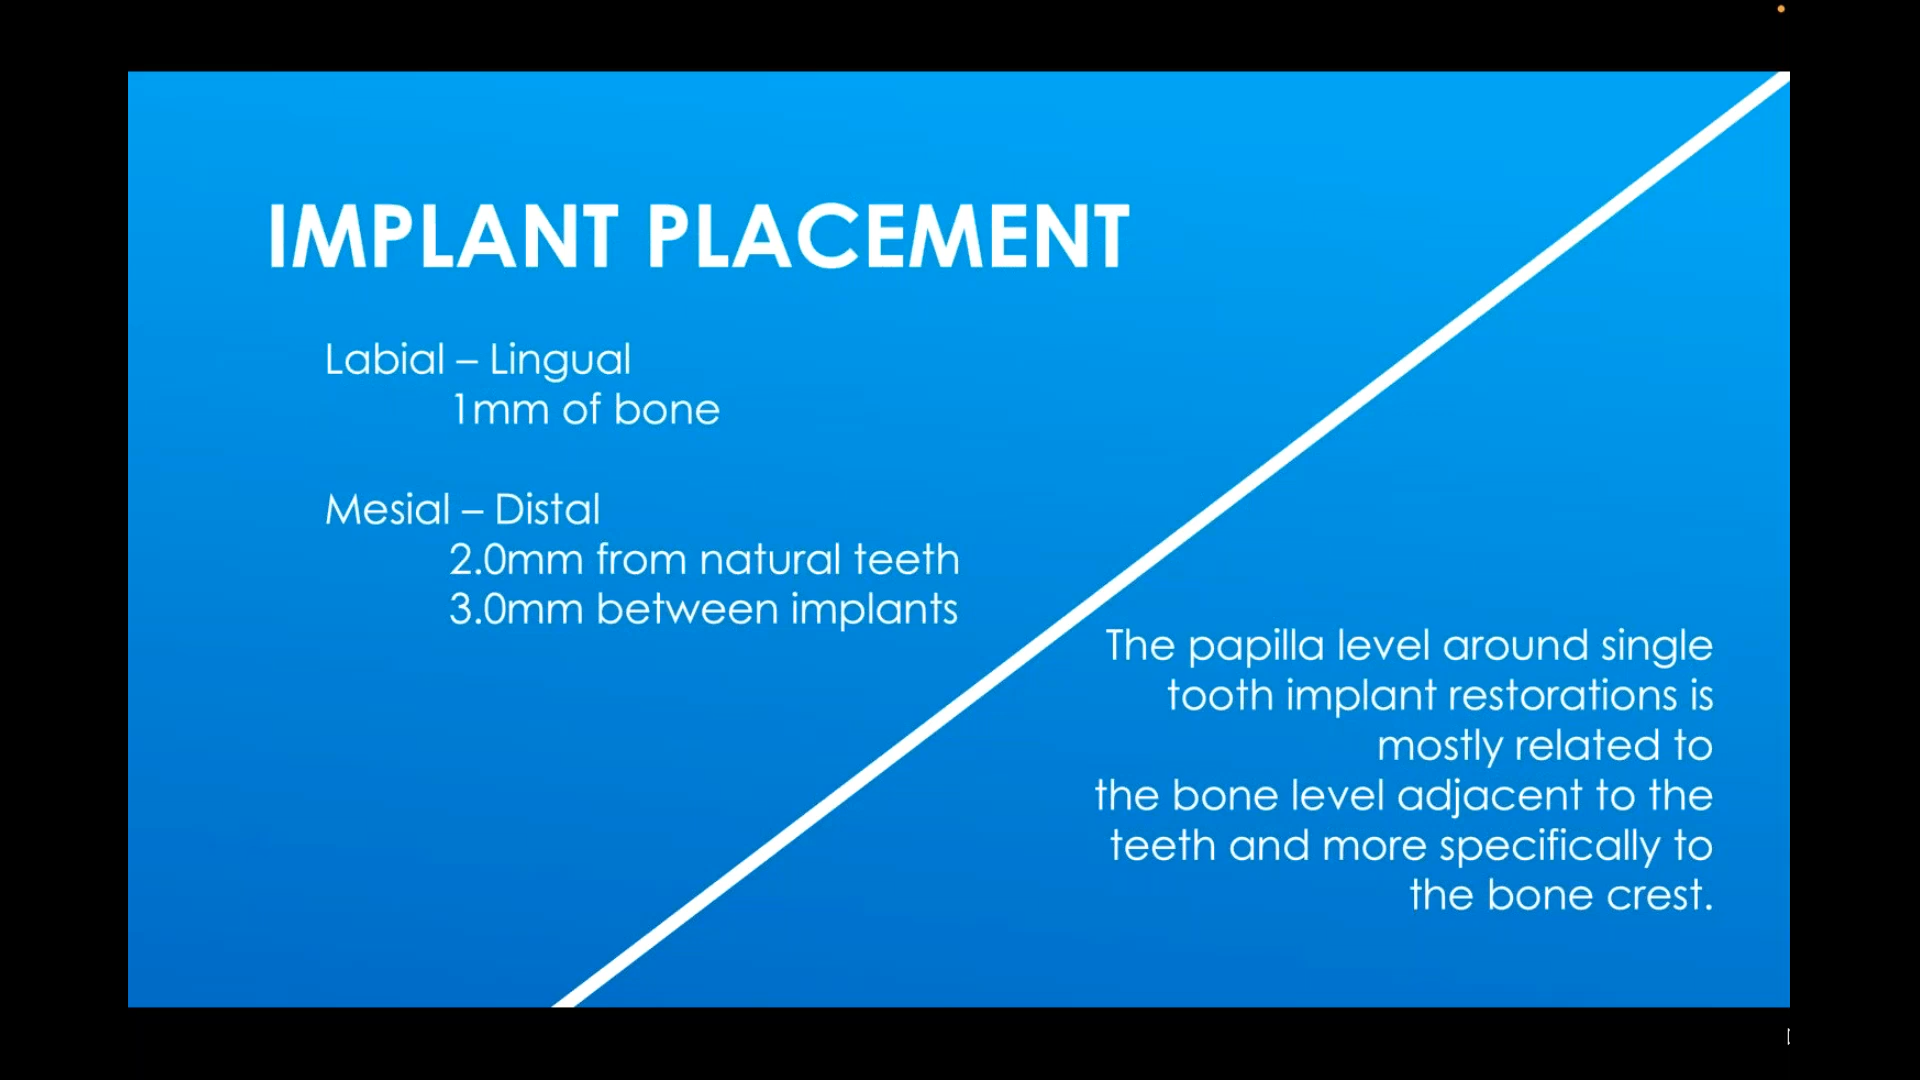 IMPLANT PLACEMENT
Labial – Lingual
1mm of bone
Mesial – Distal
2.0mm from natural teeth
3.0mm between implants
The papilla level around single
tooth implant restorations is
mostly related to
the bone level adjacent to the
teeth and more specifically to
the bone crest.